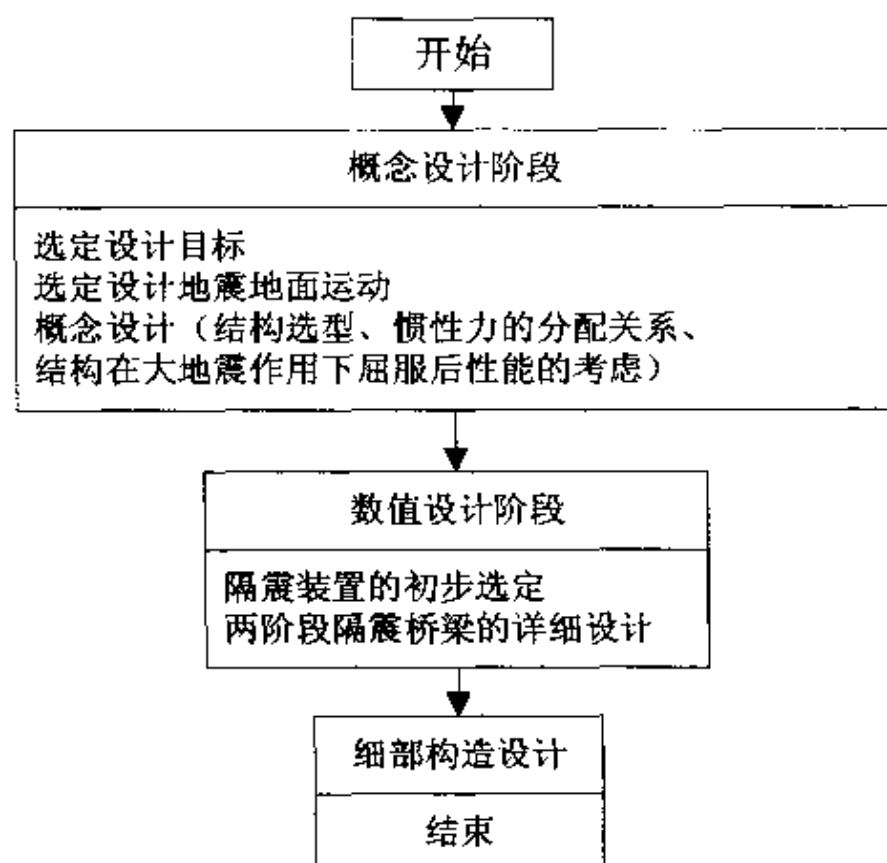 开始
概念设计阶段
选定设计目标
选定设计地震地面运动
概念设计（结构选型、惯性力的分配关系、
结构在大地震作用下屈服后性能的考虑）
数值设计阶段
隔震装置的初步选定
两阶段隔震桥梁的详细设计
细部构造设计
结束